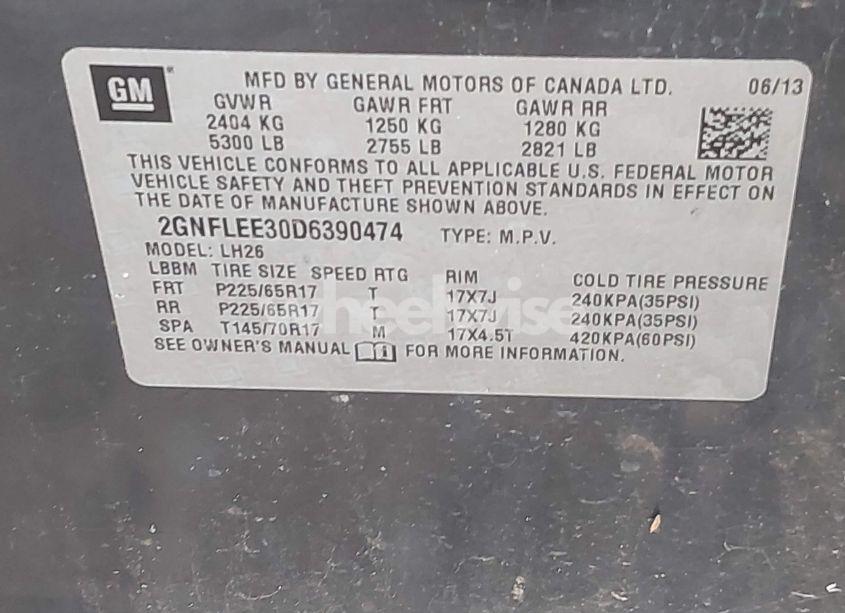 GM
MFD BY GENERAL MOTORS OF CANADA LTD. 06/13
GVWR GAWR FRT GAWR RR
2404 KG 1250 KG 1280 KG
5300 LB 2755 LB 2821 LB
THIS VEHICLE CONFORMS TO ALL APPLICABLE U.S. FEDERAL MOTOR
VEHICLE SAFETY AND THEFT PREVENTION STANDARDS IN EFFECT ON
THE DATE OF MANUFACTURE SHOWN ABOVE.
2GNFLEE30D6390474 TYPE: M.P.V.
MODEL: LH26
LBBM TIRE SIZE SPEED RTG RIM COLD TIRE PRESSURE
FRT P225/65R17 T 17X7J 240KPA(35PSI)
RR P225/65R17 T 17X7J 240KPA(35PSI)
SPA T145/70R17 M 17X4.5T 420KPA(60PSI)
SEE OWNER'S MANUAL i FOR MORE INFORMATION.